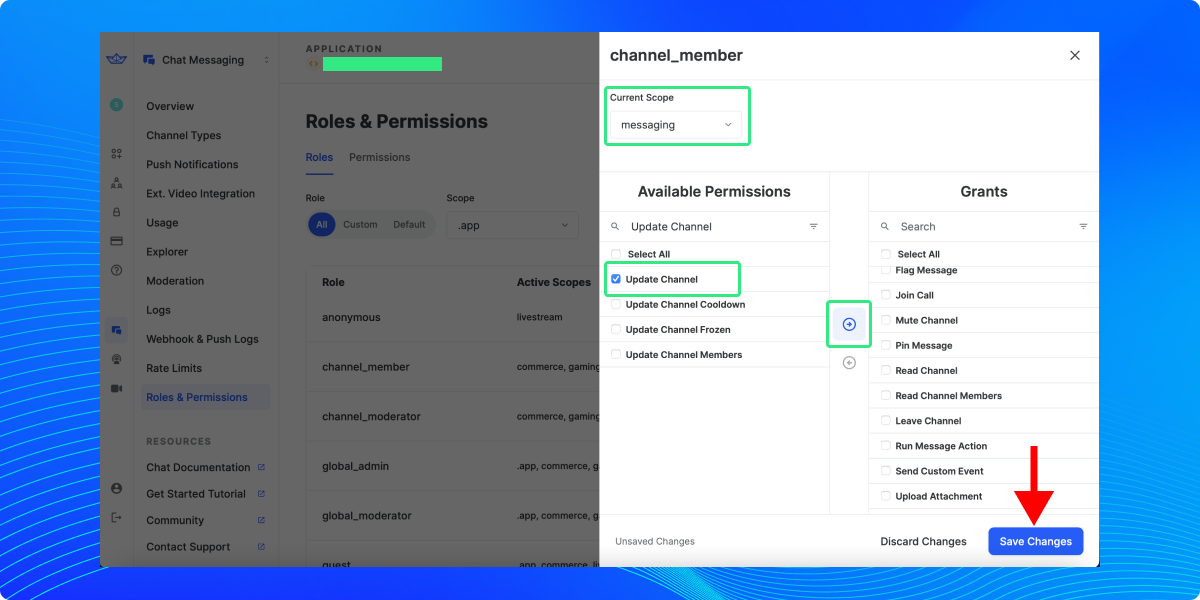 Chat Messaging
Overview
Channel Types
Push Notifications
Ext. Video Integration
Usage
Explorer
Moderation
Logs
Webhook & Push Logs
Rate Limits
Roles & Permissions
RESOURCES
Chat Documentation
Get Started Tutorial
Community
Contact Support
APPLICATION
Roles & Permissions
Roles Permissions
Role Scope
All Custom Default .app
Role Active Scopes
anonymous livestream
channel_member commerce, gaming
channel_moderator commerce, gaming
global_admin .app, commerce, g
global_moderator .app, commerce, g
guest .app, commerce, li
channel_member
Current Scope
messaging
Available Permissions
Update Channel
Select All
Update Channel
Update Channel Cooldown
Update Channel Frozen
Update Channel Members
Grants
Search
Select All
Flag Message
Join Call
Mute Channel
Pin Message
Read Channel
Read Channel Members
Leave Channel
Run Message Action
Send Custom Event
Upload Attachment
Unsaved Changes
Discard Changes
Save Changes